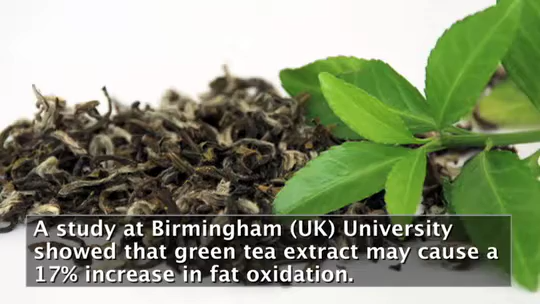 A study at Birmingham (UK) University
showed that green tea extract may cause a
17% increase in fat oxidation.